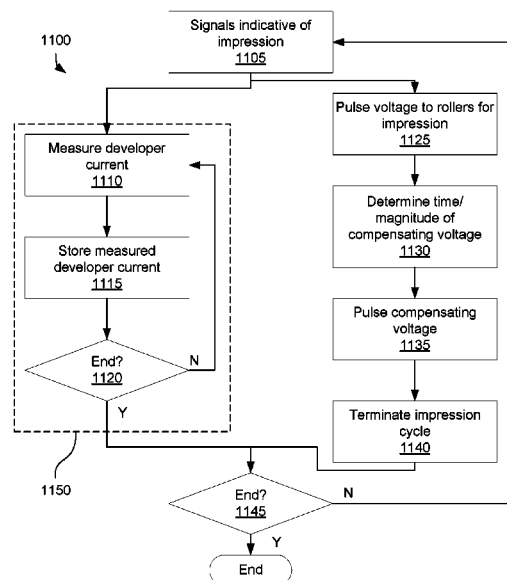 1100
Signals indicative of
impression
1105
Measure developer
current
1110
Store measured
developer current
1115
End?
1120
N
Y
1150
Pulse voltage to rollers for
impression
1125
Determine time/
magnitude of
compensating voltage
1130
Pulse compensating
voltage
1135
Terminate impression
cycle
1140
End?
1145
N
Y
End